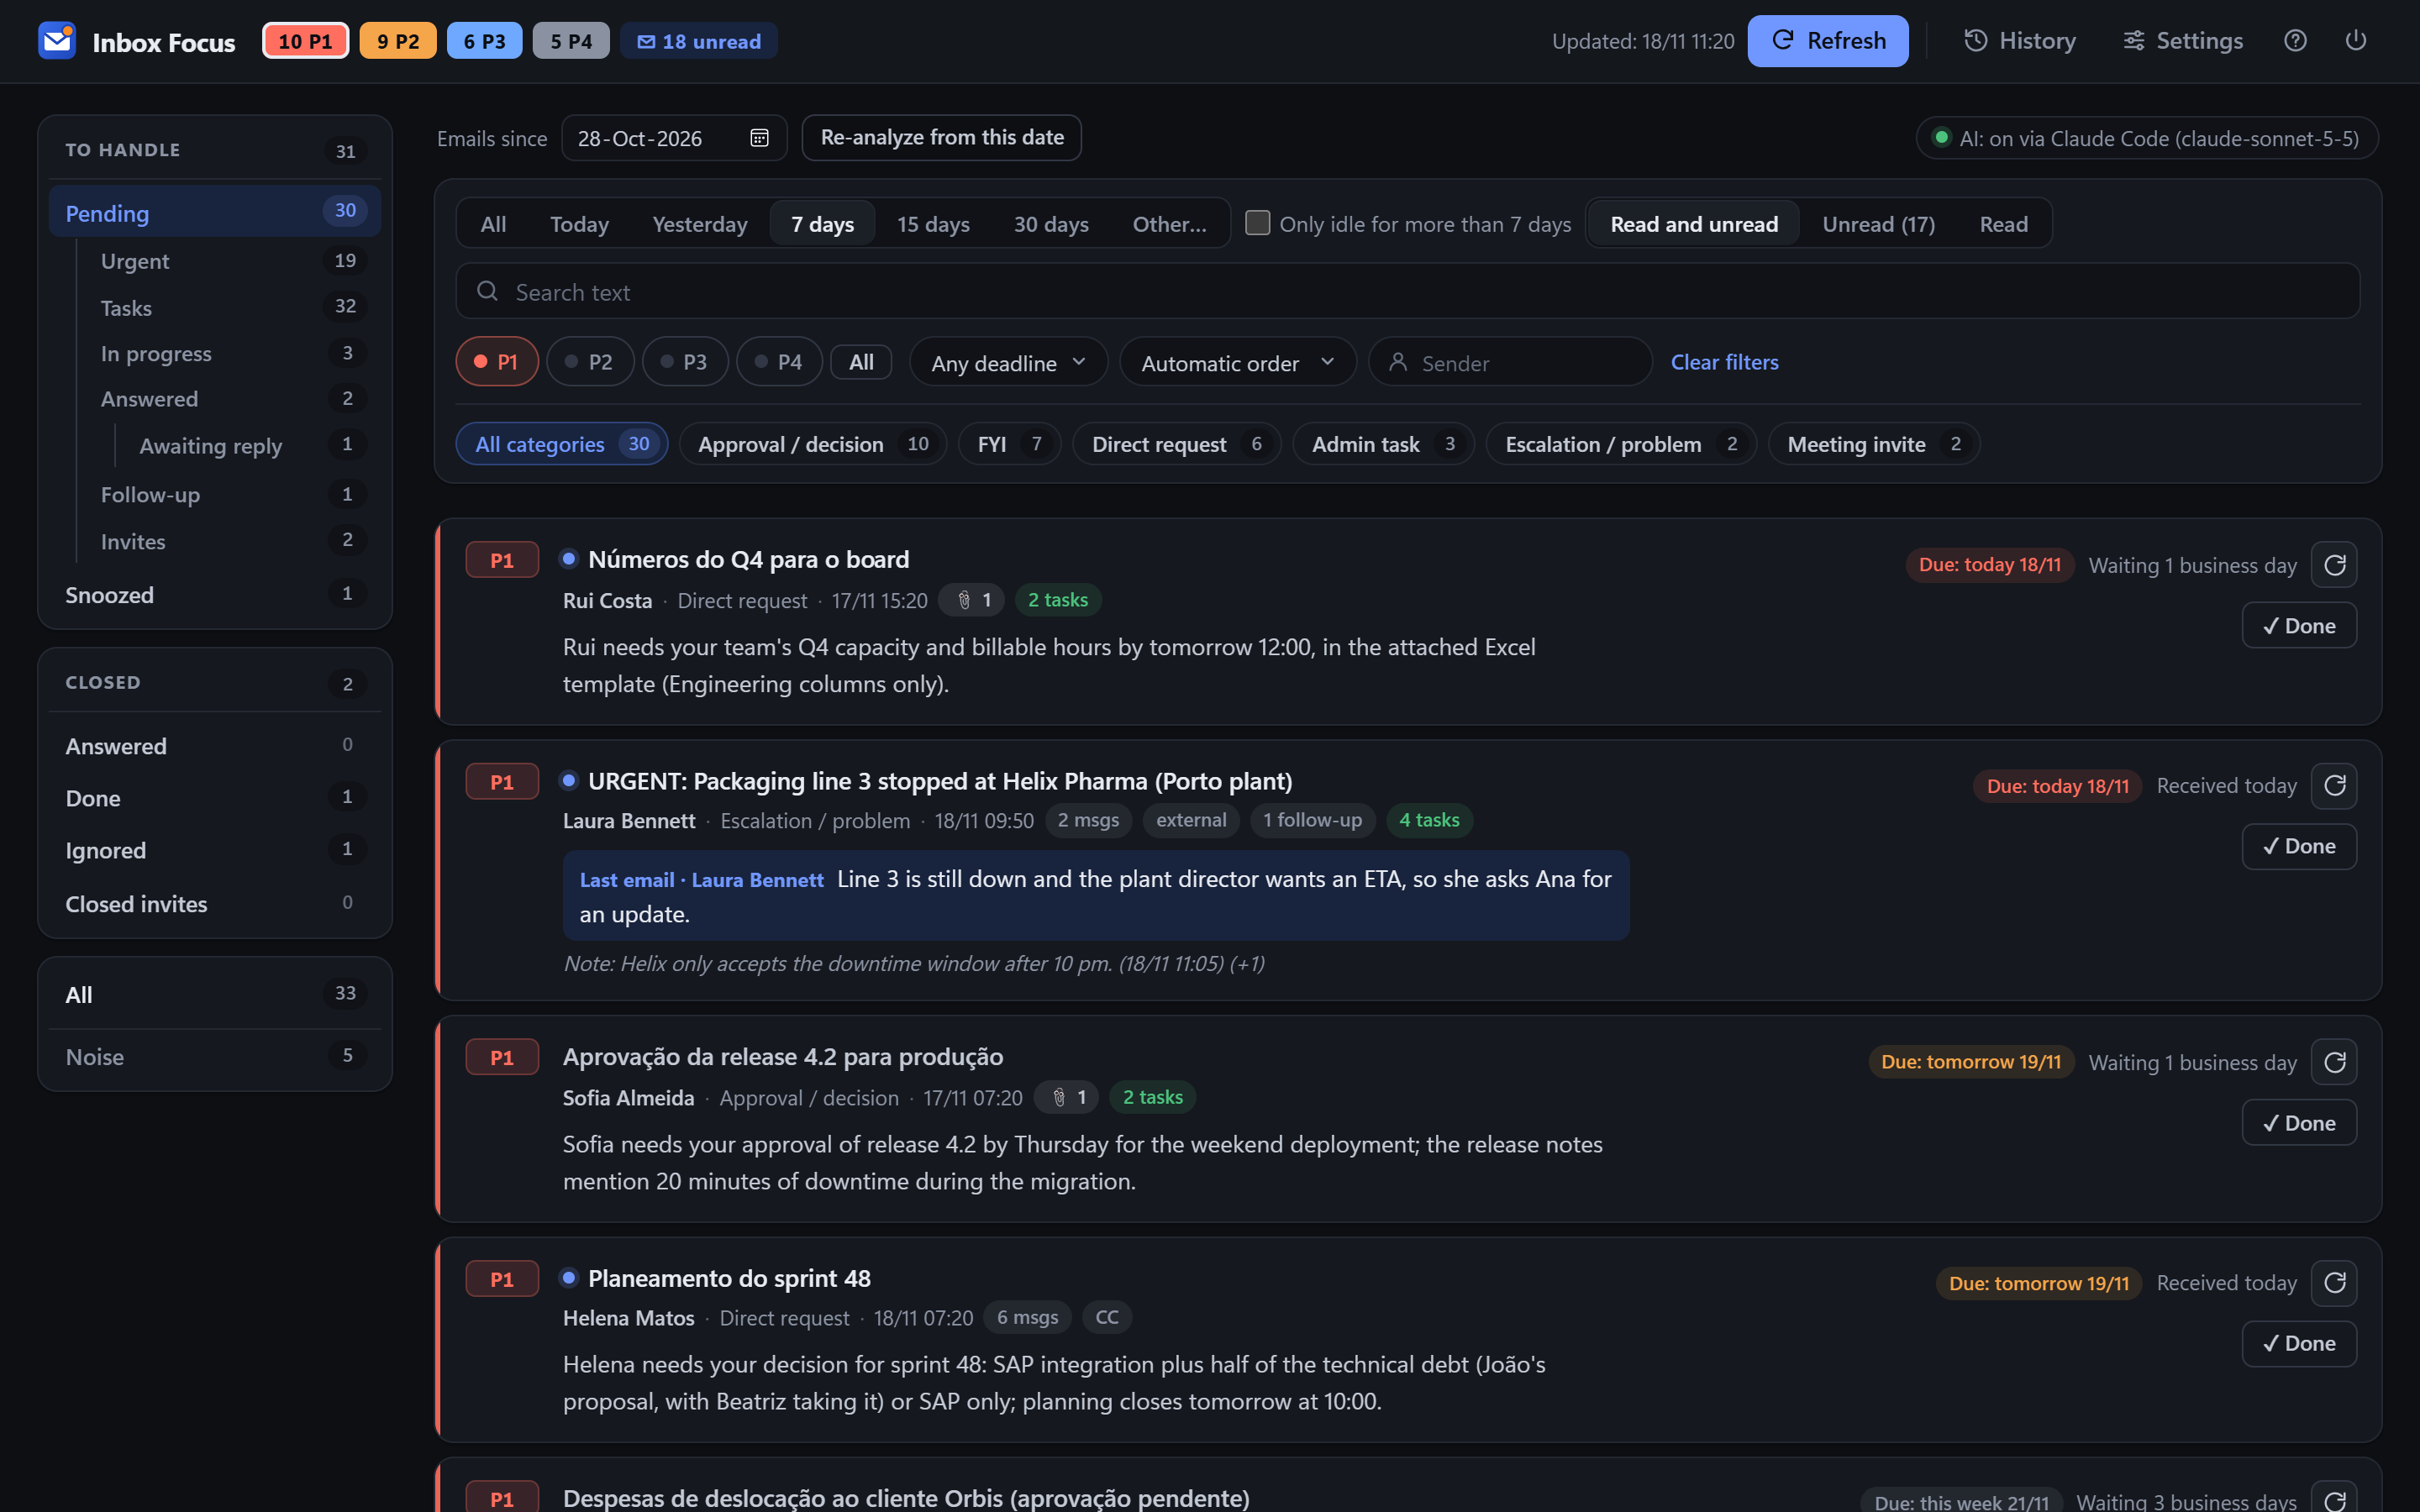 Inbox Focus 10 P1 9 P2 6 P3 5 P4 18 unread Updated: 18/11 11:20 Refresh History Settings
TO HANDLE 31
Pending 30
Urgent 19
Tasks 32
In progress 3
Answered 2
Awaiting reply 1
Follow-up 1
Invites 2
Snoozed 1
CLOSED 2
Answered 0
Done 1
Ignored 1
Closed invites 0
All 33
Noise 5
Emails since 28-Oct-2026 Re-analyze from this date AI: on via Claude Code (claude-sonnet-5-5)
All Today Yesterday 7 days 15 days 30 days Other... Only idle for more than 7 days Read and unread Unread (17) Read
Search text
P1 P2 P3 P4 All Any deadline Automatic order Sender Clear filters
All categories 30 Approval / decision 10 FYI 7 Direct request 6 Admin task 3 Escalation / problem 2 Meeting invite 2
P1 Números do Q4 para o board Due: today 18/11 Waiting 1 business day
Rui Costa · Direct request · 17/11 15:20 1 2 tasks
✓ Done
Rui needs your team's Q4 capacity and billable hours by tomorrow 12:00, in the attached Excel
template (Engineering columns only).
P1 URGENT: Packaging line 3 stopped at Helix Pharma (Porto plant) Due: today 18/11 Received today
Laura Bennett · Escalation / problem · 18/11 09:50 2 msgs external 1 follow-up 4 tasks
✓ Done
Last email · Laura Bennett Line 3 is still down and the plant director wants an ETA, so she asks Ana for
an update.
Note: Helix only accepts the downtime window after 10 pm. (18/11 11:05) (+1)
P1 Aprovação da release 4.2 para produção Due: tomorrow 19/11 Waiting 1 business day
Sofia Almeida · Approval / decision · 17/11 07:20 1 2 tasks
✓ Done
Sofia needs your approval of release 4.2 by Thursday for the weekend deployment; the release notes
mention 20 minutes of downtime during the migration.
P1 Planeamento do sprint 48 Due: tomorrow 19/11 Received today
Helena Matos · Direct request · 18/11 07:20 6 msgs CC
✓ Done
Helena needs your decision for sprint 48: SAP integration plus half of the technical debt (João's
proposal, with Beatriz taking it) or SAP only; planning closes tomorrow at 10:00.
P1 Despesas de deslocação ao cliente Orbis (aprovação pendente) Due: this week 21/11 Waiting 3 business days